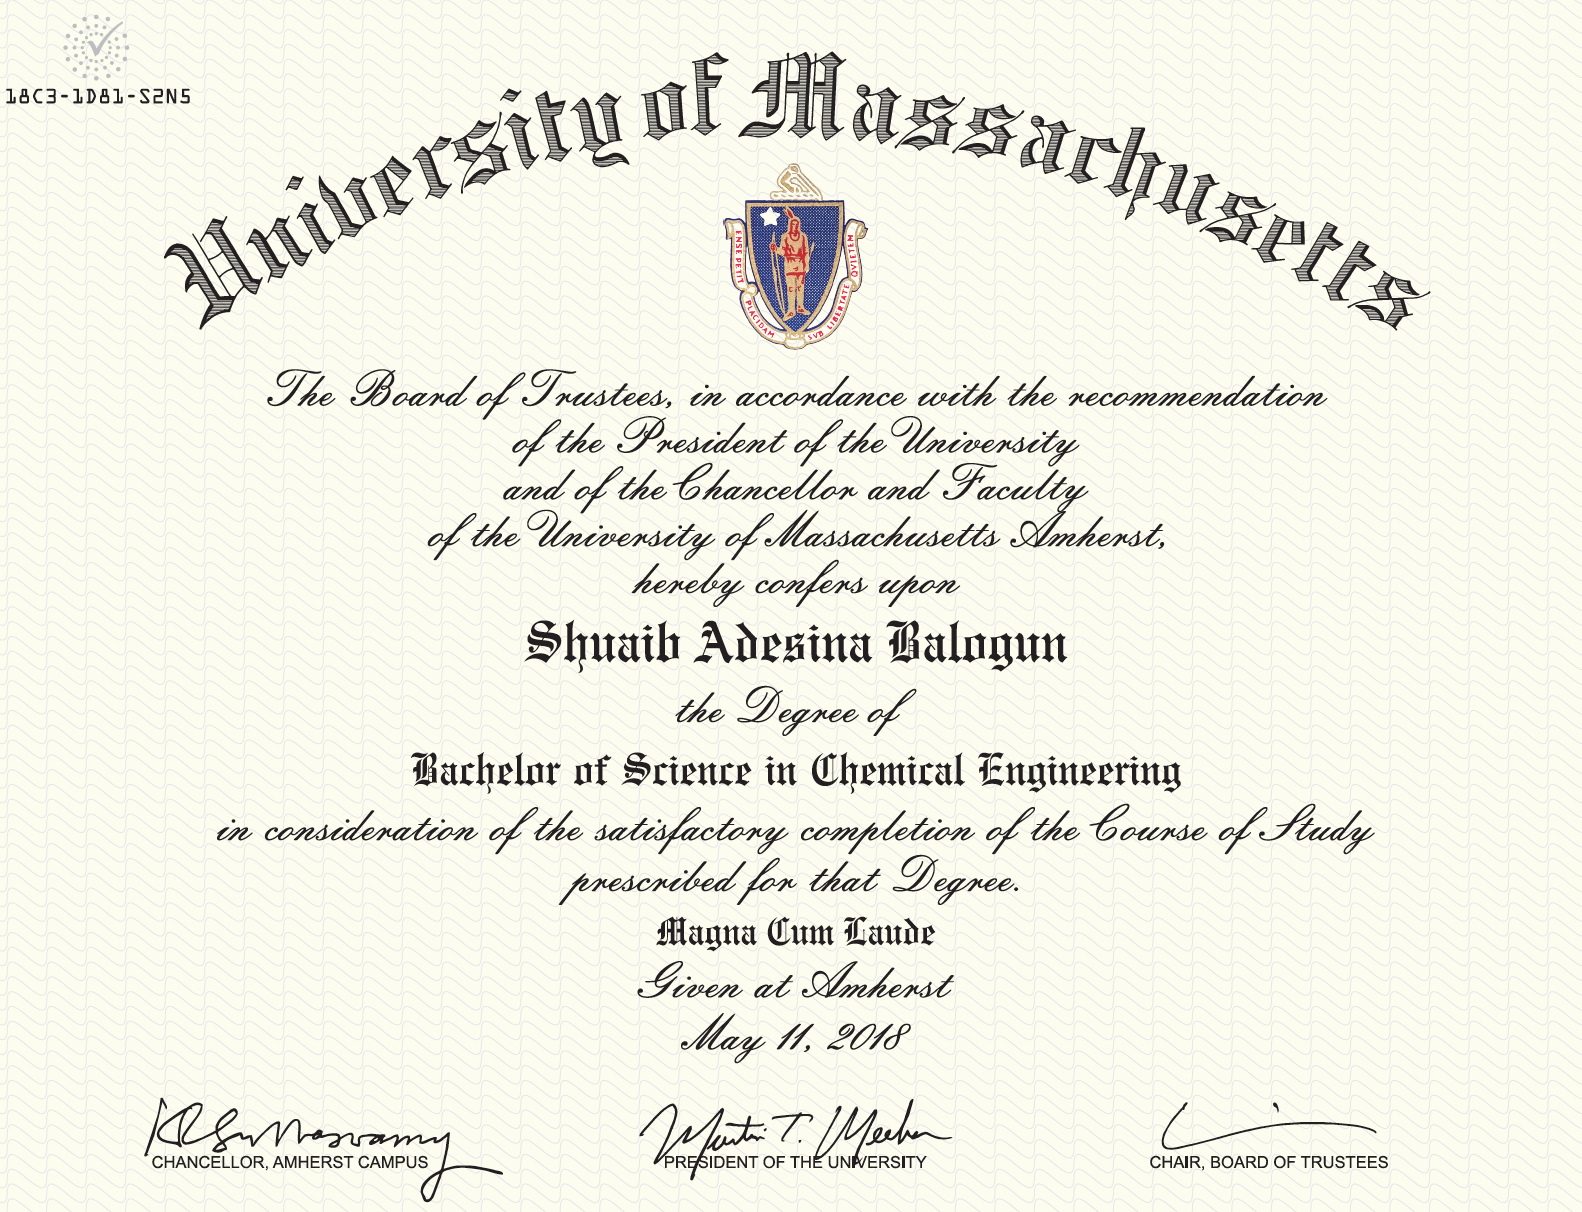 18C3-1D81-S2N5
University of Massachusetts
ENSE PETIT PLACIDAM SVB LIBERTATE QVIETEM
The Board of Trustees, in accordance with the recommendation
of the President of the University
and of the Chancellor and Faculty
of the University of Massachusetts Amherst,
hereby confers upon
Shuaib Adesina Balogun
the Degree of
Bachelor of Science in Chemical Engineering
in consideration of the satisfactory completion of the Course of Study
prescribed for that Degree.
Magna Cum Laude
Given at Amherst
May 11, 2018
Martin T. Meehan
CHANCELLOR, AMHERST CAMPUS
PRESIDENT OF THE UNIVERSITY
CHAIR, BOARD OF TRUSTEES